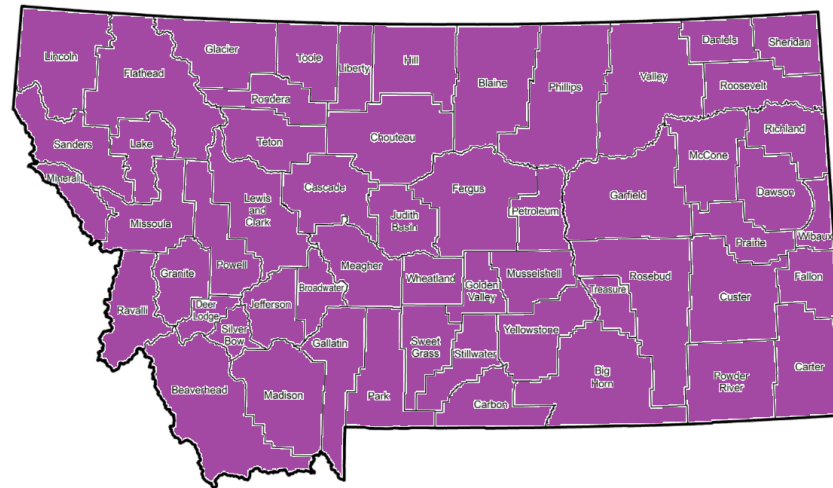 Lincoln
Flathead
Glacier
Toole
Liberty
Hill
Blaine
Phillips
Valley
Daniels
Sheridan
Roosevelt
Pondera
Teton
Chouteau
Richland
Sanders
Lake
McCone
Mineral
Missoula
Lewis
and
Clark
Cascade
Judith
Basin
Fergus
Petroleum
Garfield
Dawson
Prairie
Wibaux
Granite
Powell
Meagher
Wheatland
Golden
Valley
Musselshell
Treasure
Rosebud
Custer
Fallon
Ravalli
Deer
Lodge
Silver
Bow
Jefferson
Broadwater
Gallatin
Sweet
Grass
Stillwater
Yellowstone
Big
Horn
Powder
River
Carter
Beaverhead
Madison
Park
Carbon